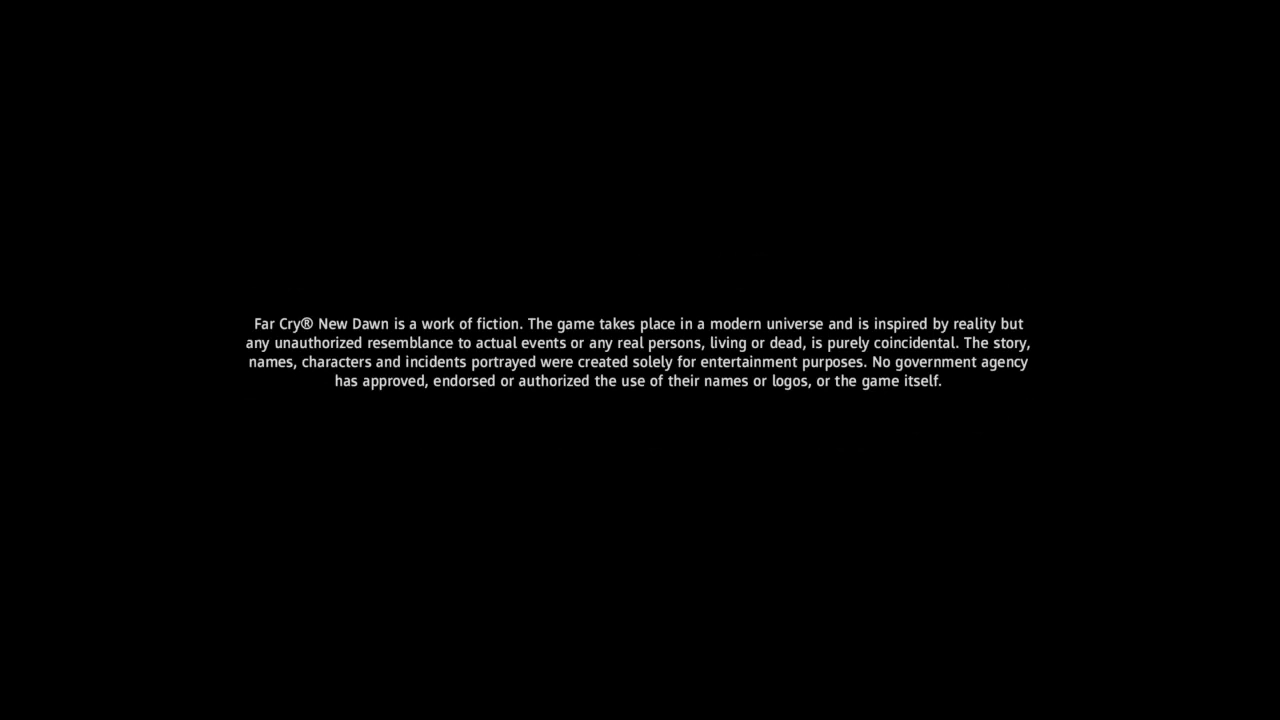 Far Cry® New Dawn is a work of fiction. The game takes place in a modern universe and is inspired by reality but
any unauthorized resemblance to actual events or any real persons, living or dead, is purely coincidental. The story,
names, characters and incidents portrayed were created solely for entertainment purposes. No government agency
has approved, endorsed or authorized the use of their names or logos, or the game itself.